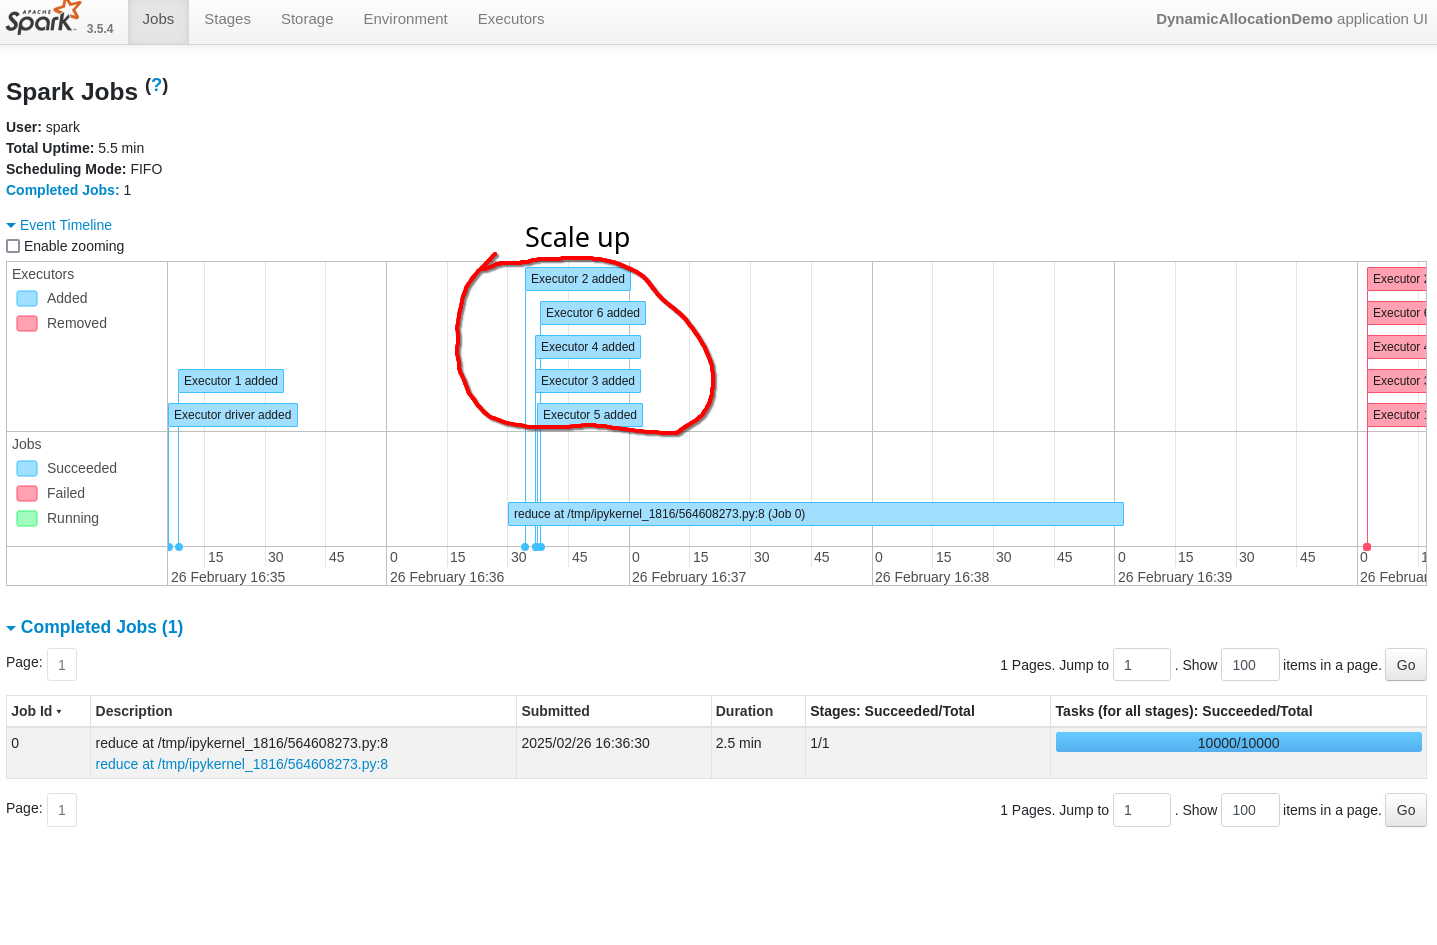 APACHE Spark 3.5.4 Jobs Stages Storage Environment Executors DynamicAllocationDemo application UI
Spark Jobs (?)
User: spark
Total Uptime: 5.5 min
Scheduling Mode: FIFO
Completed Jobs: 1
Event Timeline
Enable zooming
Scale up
Executors
Added
Removed
Executor 2 added
Executor 6 added
Executor 4 added
Executor 1 added
Executor 3 added
Executor driver added
Executor 5 added
Executor 2
Executor 6
Executor 4
Executor 3
Executor 1
Jobs
Succeeded
Failed
Running
reduce at /tmp/ipykernel_1816/564608273.py:8 (Job 0)
15 30 45 0 15 30 45 0 15 30 45 0 15 30 45 0 15 30 45 0
26 February 16:35 26 February 16:36 26 February 16:37 26 February 16:38 26 February 16:39 26
Completed Jobs (1)
Page: 1 1 Pages. Jump to 1 . Show 100 items in a page. Go
Job Id ▾ Description Submitted Duration Stages: Succeeded/Total Tasks (for all stages): Succeeded/Total
0 reduce at /tmp/ipykernel_1816/564608273.py:8 2025/02/26 16:36:30 2.5 min 1/1 10000/10000
reduce at /tmp/ipykernel_1816/564608273.py:8
Page: 1 1 Pages. Jump to 1 . Show 100 items in a page. Go